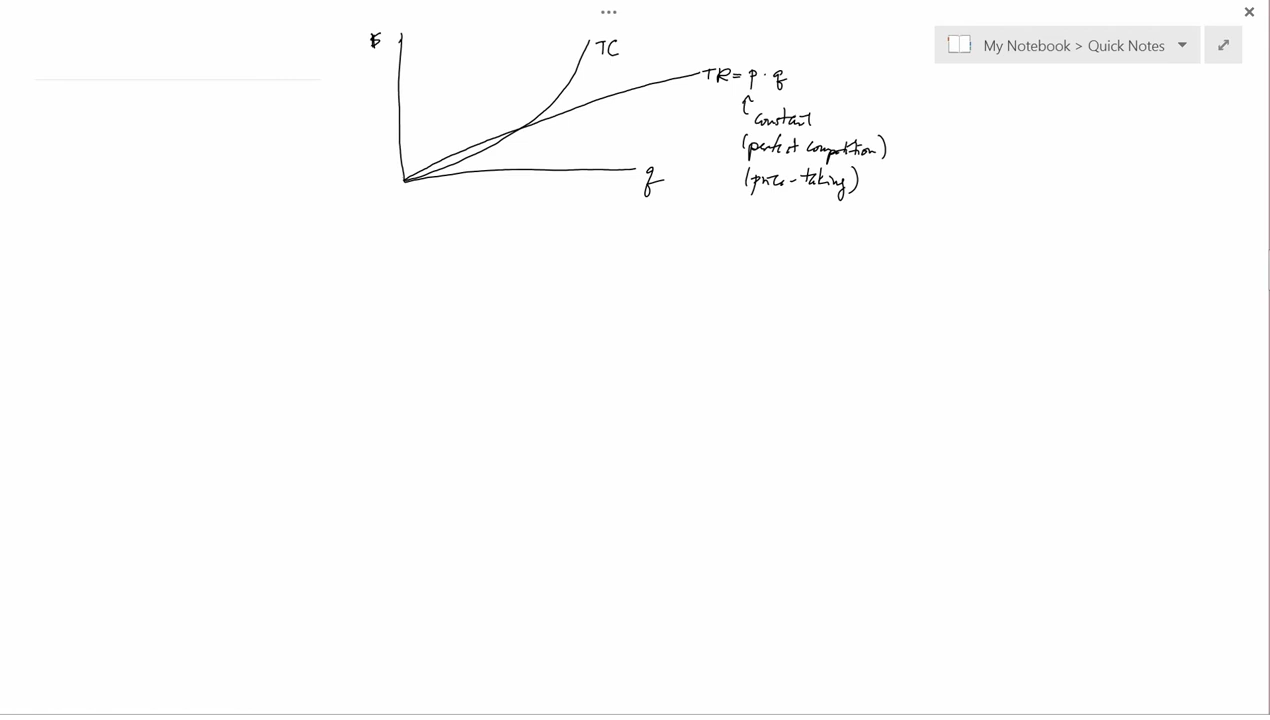 My Notebook > Quick Notes
$
TC
TR = p · q
constant
(perfect competition)
(price-taking)
q